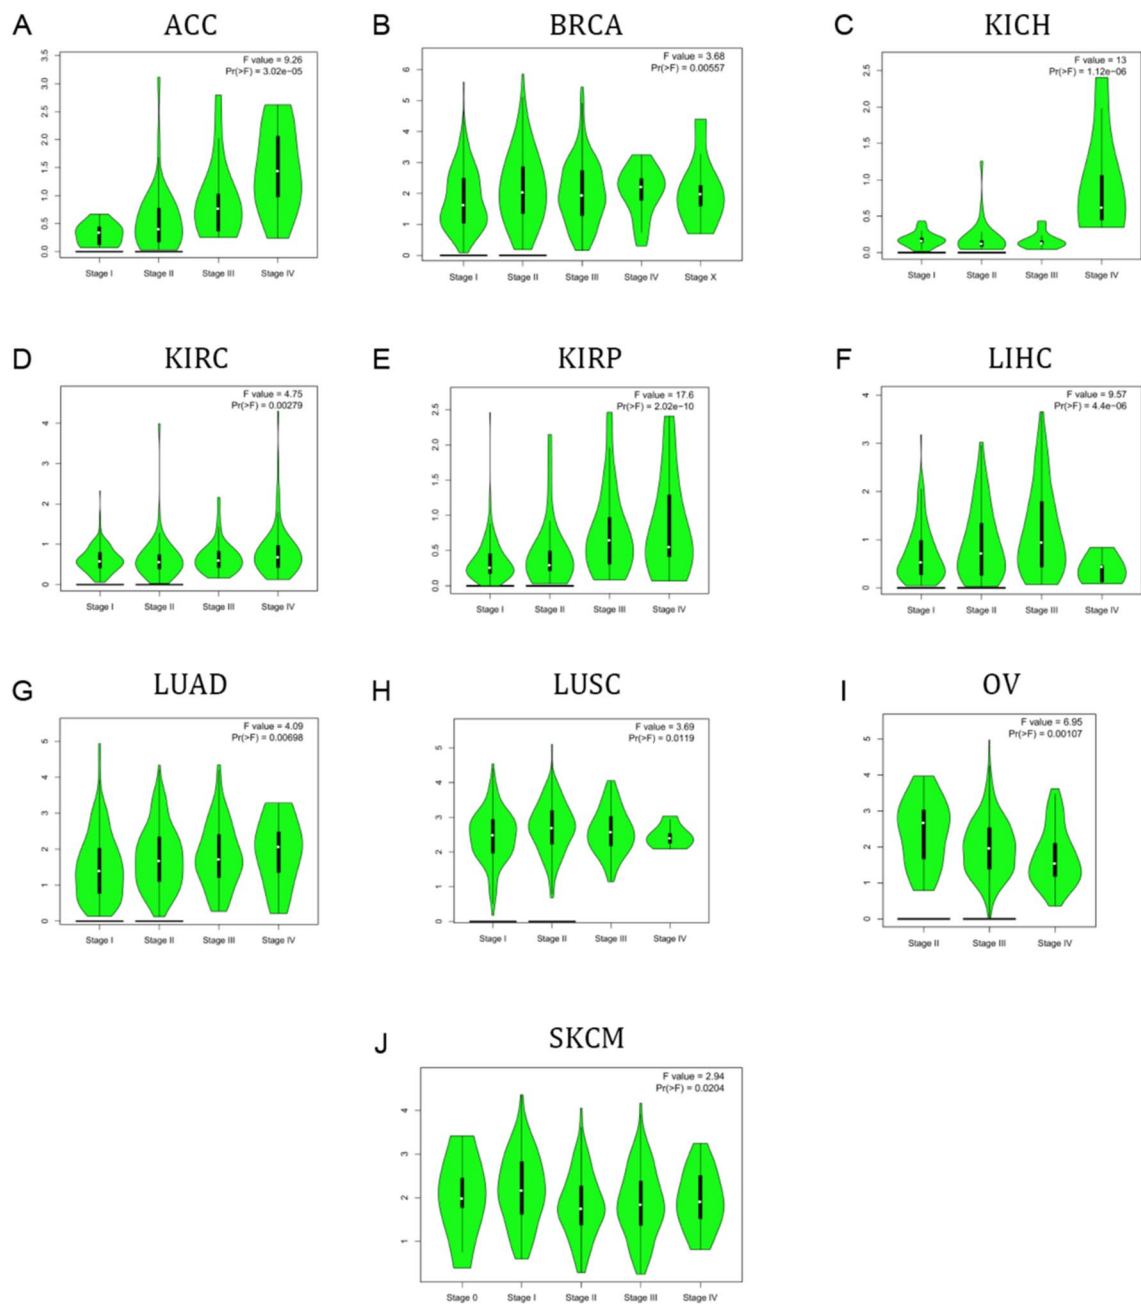 A
ACC
F value = 9.26
Pr(>F) = 3.02e−05
3.5
3.0
2.5
2.0
1.5
1.0
0.5
0.0
Stage I Stage II Stage III Stage IV
B
BRCA
F value = 3.68
Pr(>F) = 0.00557
6
5
4
3
2
1
0
Stage I Stage II Stage III Stage IV Stage X
C
KICH
F value = 13
Pr(>F) = 1.12e−06
2.5
2.0
1.5
1.0
0.5
0.0
Stage I Stage II Stage III Stage IV
D
KIRC
F value = 4.75
Pr(>F) = 0.00279
4
3
2
1
0
Stage I Stage II Stage III Stage IV
E
KIRP
F value = 17.6
Pr(>F) = 2.02e−10
2.5
2.0
1.5
1.0
0.5
0.0
Stage I Stage II Stage III Stage IV
F
LIHC
F value = 9.57
Pr(>F) = 4.4e−06
4
3
2
1
0
Stage I Stage II Stage III Stage IV
G
LUAD
F value = 4.09
Pr(>F) = 0.00698
5
4
3
2
1
0
Stage I Stage II Stage III Stage IV
H
LUSC
F value = 3.69
Pr(>F) = 0.0119
5
4
3
2
1
0
Stage I Stage II Stage III Stage IV
I
OV
F value = 6.95
Pr(>F) = 0.00107
5
4
3
2
1
0
Stage II Stage III Stage IV
J
SKCM
F value = 2.94
Pr(>F) = 0.0204
4
3
2
1
Stage 0 Stage I Stage II Stage III Stage IV